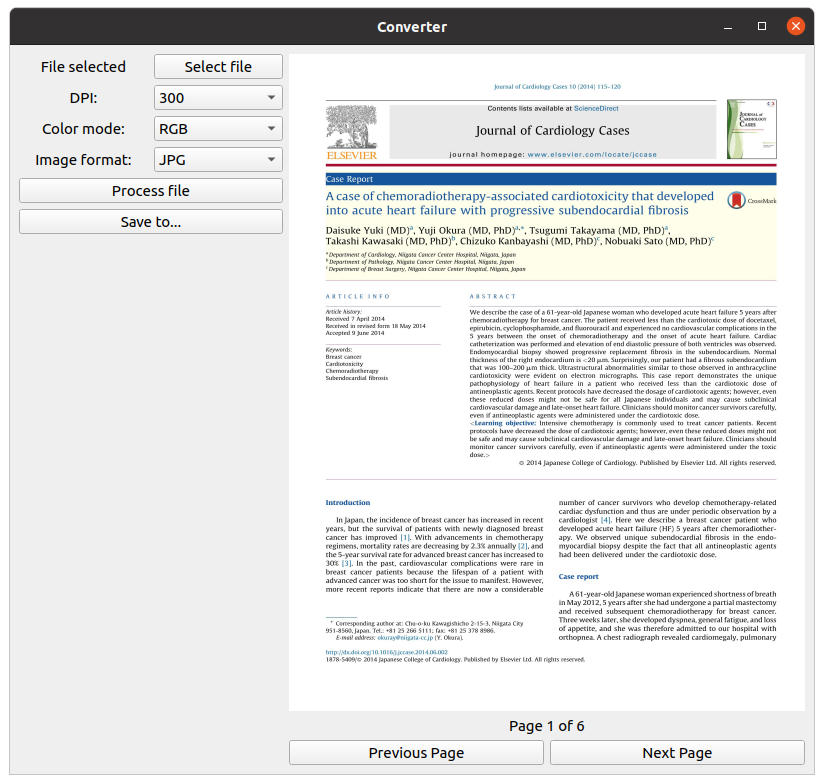 Converter
File selected
Select file
DPI:
300
Color mode:
RGB
Image format:
JPG
Process file
Save to...
Journal of Cardiology Cases 10 (2014) 115–120
Contents lists available at ScienceDirect
Journal of Cardiology Cases
journal homepage: www.elsevier.com/locate/jccase
ELSEVIER
JOURNAL of
CARDIOLOGY
CASES
Case Report
A case of chemoradiotherapy-associated cardiotoxicity that developed
into acute heart failure with progressive subendocardial fibrosis
CrossMark
Daisuke Yuki (MD)a, Yuji Okura (MD, PhD)a,*, Tsugumi Takayama (MD, PhD)a,
Takashi Kawasaki (MD, PhD)b, Chizuko Kanbayashi (MD, PhD)c, Nobuaki Sato (MD, PhD)c
a Department of Cardiology, Niigata Cancer Center Hospital, Niigata, Japan
b Department of Pathology, Niigata Cancer Center Hospital, Niigata, Japan
c Department of Breast Surgery, Niigata Cancer Center Hospital, Niigata, Japan
ARTICLE INFO
Article history:
Received 7 April 2014
Received in revised form 18 May 2014
Accepted 9 June 2014
Keywords:
Breast cancer
Cardiotoxicity
Chemoradiotherapy
Subendocardial fibrosis
ABSTRACT
We describe the case of a 61-year-old Japanese woman who developed acute heart failure 5 years after
chemoradiotherapy for breast cancer. The patient received less than the cardiotoxic dose of docetaxel,
epirubicin, cyclophosphamide, and fluorouracil and experienced no cardiovascular complications in the
5 years between the onset of chemoradiotherapy and the onset of acute heart failure. Cardiac
catheterization was performed and elevation of end diastolic pressure of both ventricles was observed.
Endomyocardial biopsy showed progressive replacement fibrosis in the subendocardium. Normal
thickness of the right endocardium is <20 μm. Surprisingly, our patient had a fibrous subendocardium
that was 100–200 μm thick. Ultrastructural abnormalities similar to those observed in anthracycline
cardiotoxicity were evident on electron micrographs. This case report demonstrates the unique
pathophysiology of heart failure in a patient who received less than the cardiotoxic dose of
antineoplastic agents. Recent protocols have decreased the dosage of cardiotoxic agents; however, even
these reduced doses might not be safe for all Japanese individuals and may cause subclinical
cardiovascular damage and late-onset heart failure. Clinicians should monitor cancer survivors carefully,
even if antineoplastic agents were administered under the cardiotoxic dose.
<Learning objective: Intensive chemotherapy is commonly used to treat cancer patients. Recent
protocols have decreased the dose of cardiotoxic agents; however, even these reduced doses might not
be safe and may cause subclinical cardiovascular damage and late-onset heart failure. Clinicians should
monitor cancer survivors carefully, even if antineoplastic agents were administered under the toxic
dose.>
© 2014 Japanese College of Cardiology. Published by Elsevier Ltd. All rights reserved.
Introduction
In Japan, the incidence of breast cancer has increased in recent
years, but the survival of patients with newly diagnosed breast
cancer has improved [1]. With advancements in chemotherapy
regimens, mortality rates are decreasing by 2.3% annually [2], and
the 5-year survival rate for advanced breast cancer has increased to
30% [3]. In the past, cardiovascular complications were rare in
breast cancer patients because the lifespan of a patient with
advanced cancer was too short for the issue to manifest. However,
more recent reports indicate that there are now a considerable
* Corresponding author at: Chu-o-ku Kawagishicho 2-15-3, Niigata City
951-8560, Japan. Tel.: +81 25 266 5111; fax: +81 25 378 8986.
E-mail address: okuray@niigata-cc.jp (Y. Okura).
number of cancer survivors who develop chemotherapy-related
cardiac dysfunction and thus are under periodic observation by a
cardiologist [4]. Here we describe a breast cancer patient who
developed acute heart failure (HF) 5 years after chemoradiother-
apy. We observed unique subendocardial fibrosis in the endo-
myocardial biopsy despite the fact that all antineoplastic agents
had been delivered under the cardiotoxic dose.
Case report
A 61-year-old Japanese woman experienced shortness of breath
in May 2012, 5 years after she had undergone a partial mastectomy
and received subsequent chemoradiotherapy for breast cancer.
Three weeks later, she developed dyspnea, general fatigue, and loss
of appetite, and she was therefore admitted to our hospital with
orthopnea. A chest radiograph revealed cardiomegaly, pulmonary
http://dx.doi.org/10.1016/j.jccase.2014.06.002
1878-5409/© 2014 Japanese College of Cardiology. Published by Elsevier Ltd. All rights reserved.
Page 1 of 6
Previous Page
Next Page